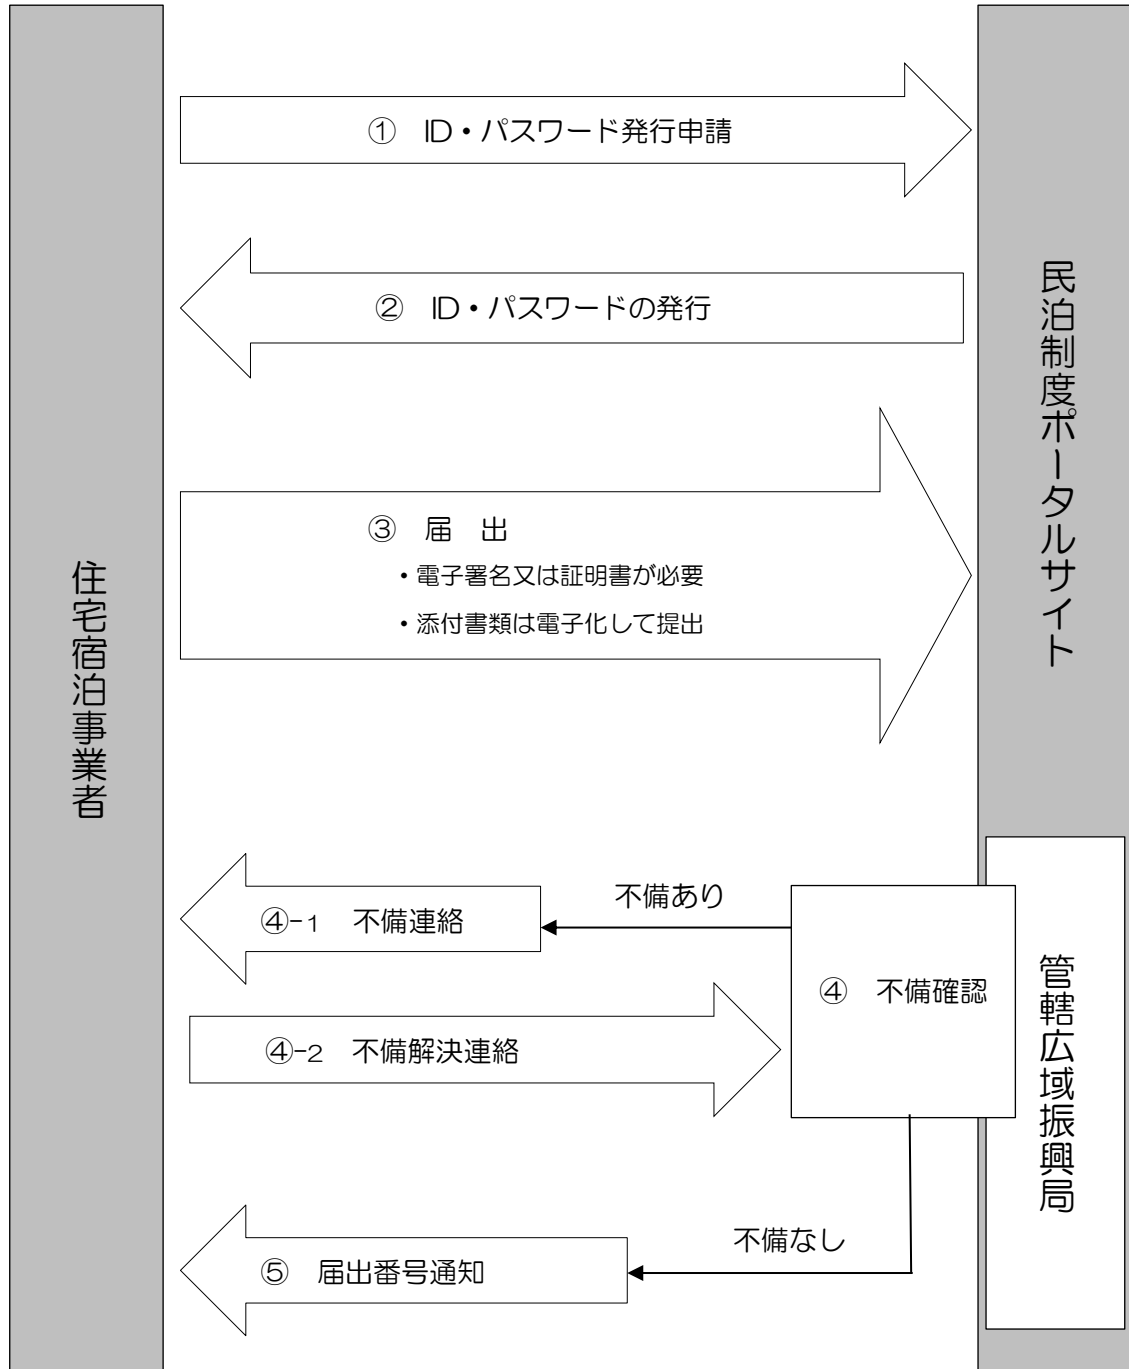 ① ID・パスワード発行申請
② ID・パスワードの発行
民泊制度ポータルサイト
③ 届 出
・電子署名又は証明書が必要
・添付書類は電子化して提出
住宅宿泊事業者
不備あり
④-1 不備連絡
④ 不備確認
④-2 不備解決連絡
管轄広域振興局
不備なし
⑤ 届出番号通知